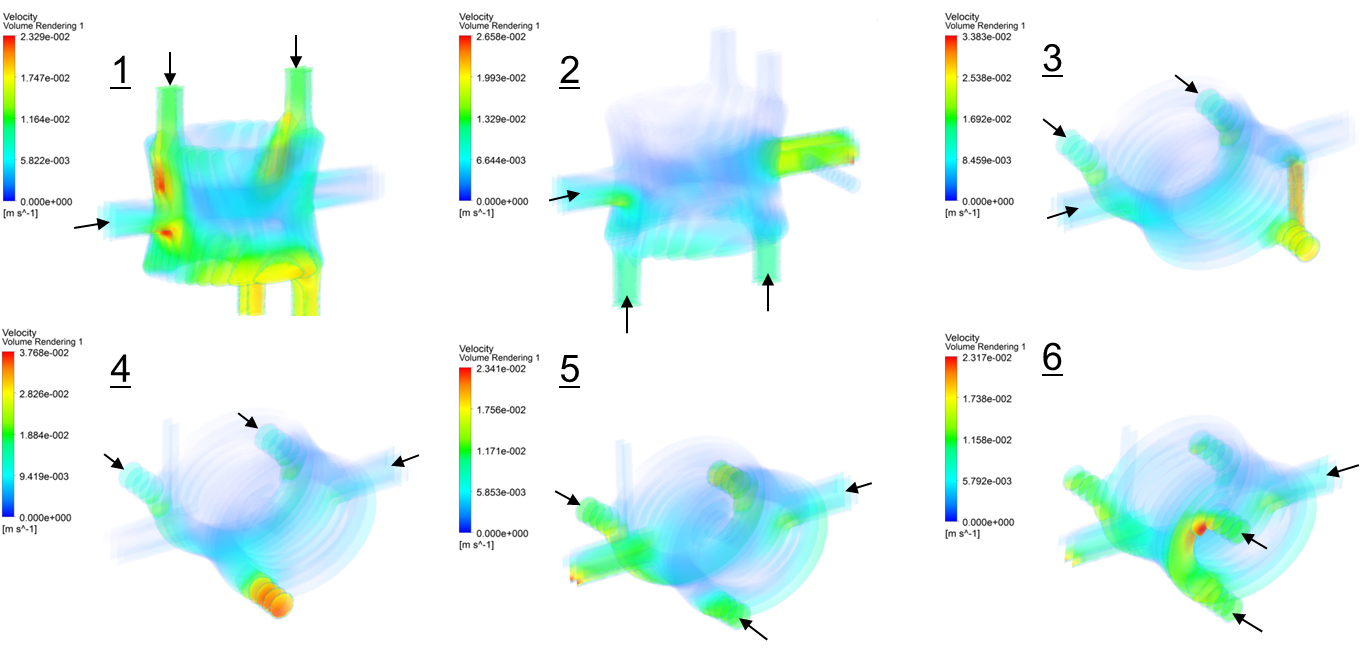 Velocity
Volume Rendering 1
2.329e-002
1.747e-002
1.164e-002
5.822e-003
0.000e+000
[m s^-1]
1
Velocity
Volume Rendering 1
2.658e-002
1.993e-002
1.329e-002
6.644e-003
0.000e+000
[m s^-1]
2
Velocity
Volume Rendering 1
3.383e-002
2.538e-002
1.692e-002
8.459e-003
0.000e+000
[m s^-1]
3
Velocity
Volume Rendering 1
3.768e-002
2.826e-002
1.884e-002
9.419e-003
0.000e+000
[m s^-1]
4
Velocity
Volume Rendering 1
2.341e-002
1.756e-002
1.171e-002
5.853e-003
0.000e+000
[m s^-1]
5
Velocity
Volume Rendering 1
2.317e-002
1.738e-002
1.158e-002
5.792e-003
0.000e+000
[m s^-1]
6